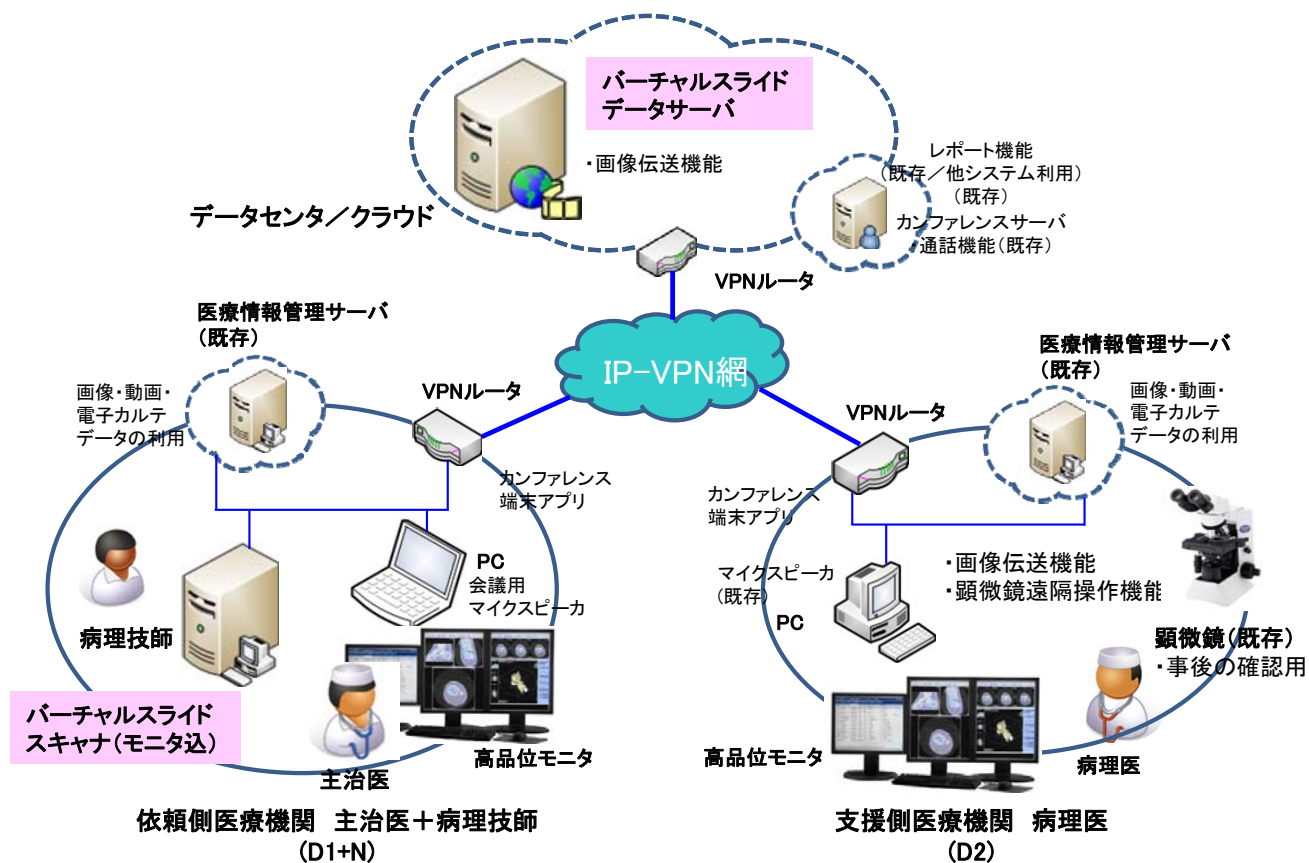 バーチャルスライド
データサーバ
・画像伝送機能
レポート機能
(既存／他システム利用)
(既存)
カンファレンスサーバ
・通話機能(既存)
データセンタ／クラウド
VPNルータ
医療情報管理サーバ
(既存)
IP-VPN網
医療情報管理サーバ
(既存)
画像・動画・
電子カルテ
データの利用
VPNルータ
VPNルータ
画像・動画・
電子カルテ
データの利用
カンファレンス
端末アプリ
カンファレンス
端末アプリ
PC
会議用
マイクスピーカ
マイクスピーカ
(既存)
PC
・画像伝送機能
・顕微鏡遠隔操作機能
病理技師
顕微鏡(既存)
・事後の確認用
バーチャルスライド
スキャナ(モニタ込)
主治医
高品位モニタ
高品位モニタ
病理医
依頼側医療機関　主治医＋病理技師
(D1+N)
支援側医療機関　病理医
(D2)